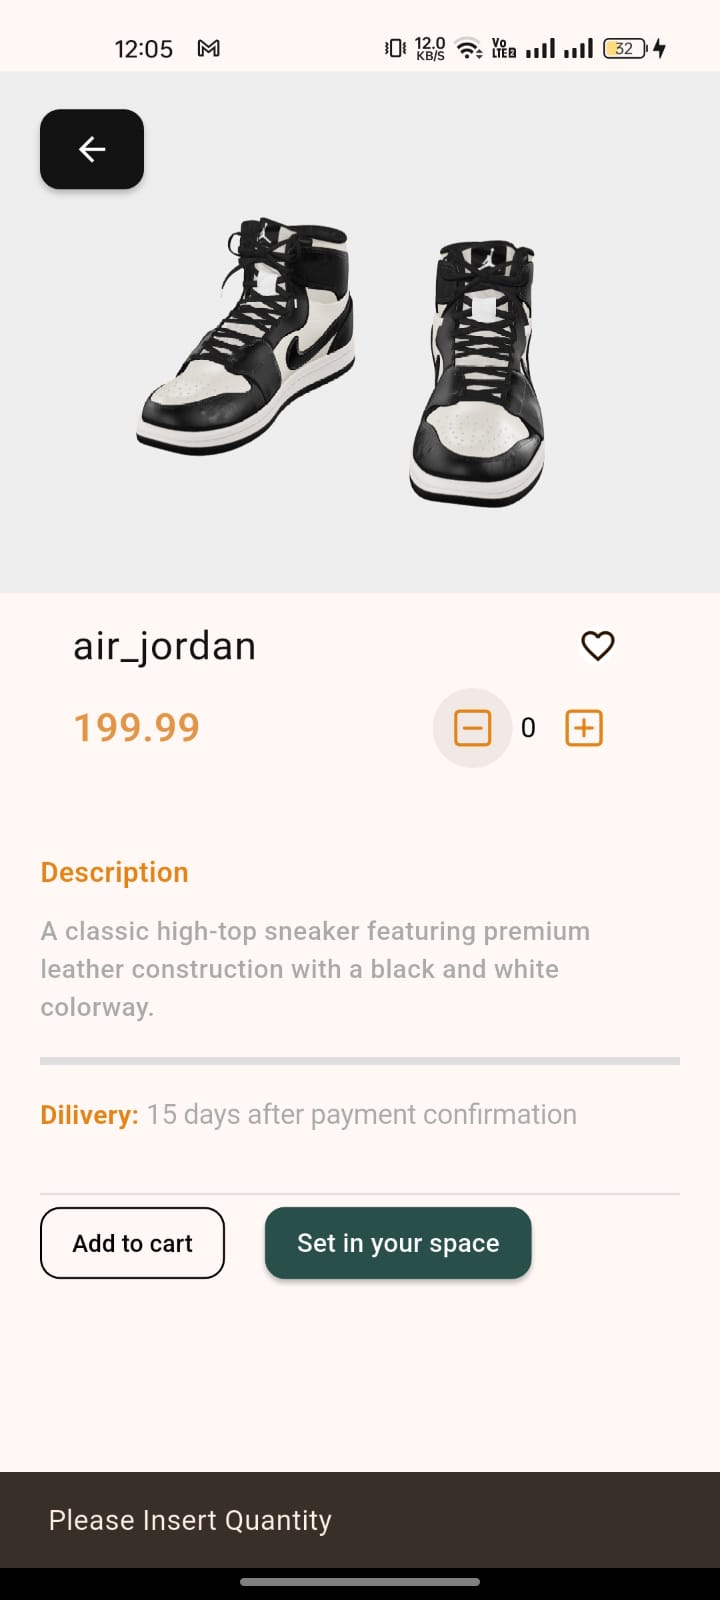 12:05
12.0
KB/S
Vo
LTE2
32
air_jordan
199.99
0
Description
A classic high-top sneaker featuring premium
leather construction with a black and white
colorway.
Dilivery: 15 days after payment confirmation
Add to cart
Set in your space
Please Insert Quantity